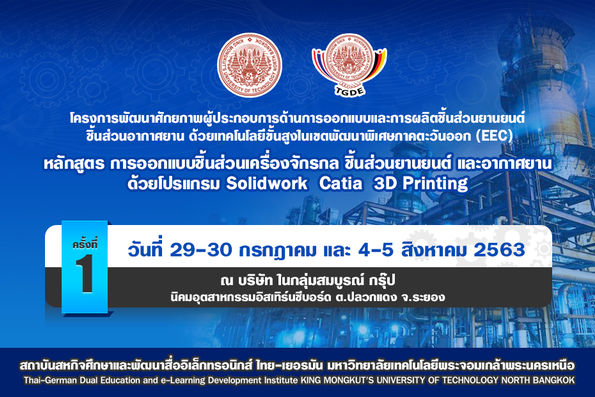 TGDE
โครงการพัฒนาศักยภาพผู้ประกอบการด้านการออกแบบและการผลิตชิ้นส่วนยานยนต์
ชิ้นส่วนอากาศยาน ด้วยเทคโนโลยีขั้นสูงในเขตพัฒนาพิเศษภาคตะวันออก (EEC)
หลักสูตร การออกแบบชิ้นส่วนเครื่องจักรกล ชิ้นส่วนยานยนต์ และอากาศยาน
ด้วยโปรแกรม Solidwork Catia 3D Printing
ครั้งที่
1
วันที่ 29-30 กรกฎาคม และ 4-5 สิงหาคม 2563
ณ บริษัท ในกลุ่มสมบูรณ์ กรุ๊ป
นิคมอุตสาหกรรมอิสเทิร์นซีบอร์ด ต.ปลวกแดง จ.ระยอง
สถาบันสหกิจศึกษาและพัฒนาสื่ออิเล็กทรอนิกส์ ไทย-เยอรมัน มหาวิทยาลัยเทคโนโลยีพระจอมเกล้าพระนครเหนือ
Thai-German Dual Education and e-Learning Development Institute KING MONGKUT'S UNIVERSITY OF TECHNOLOGY NORTH BANGKOK